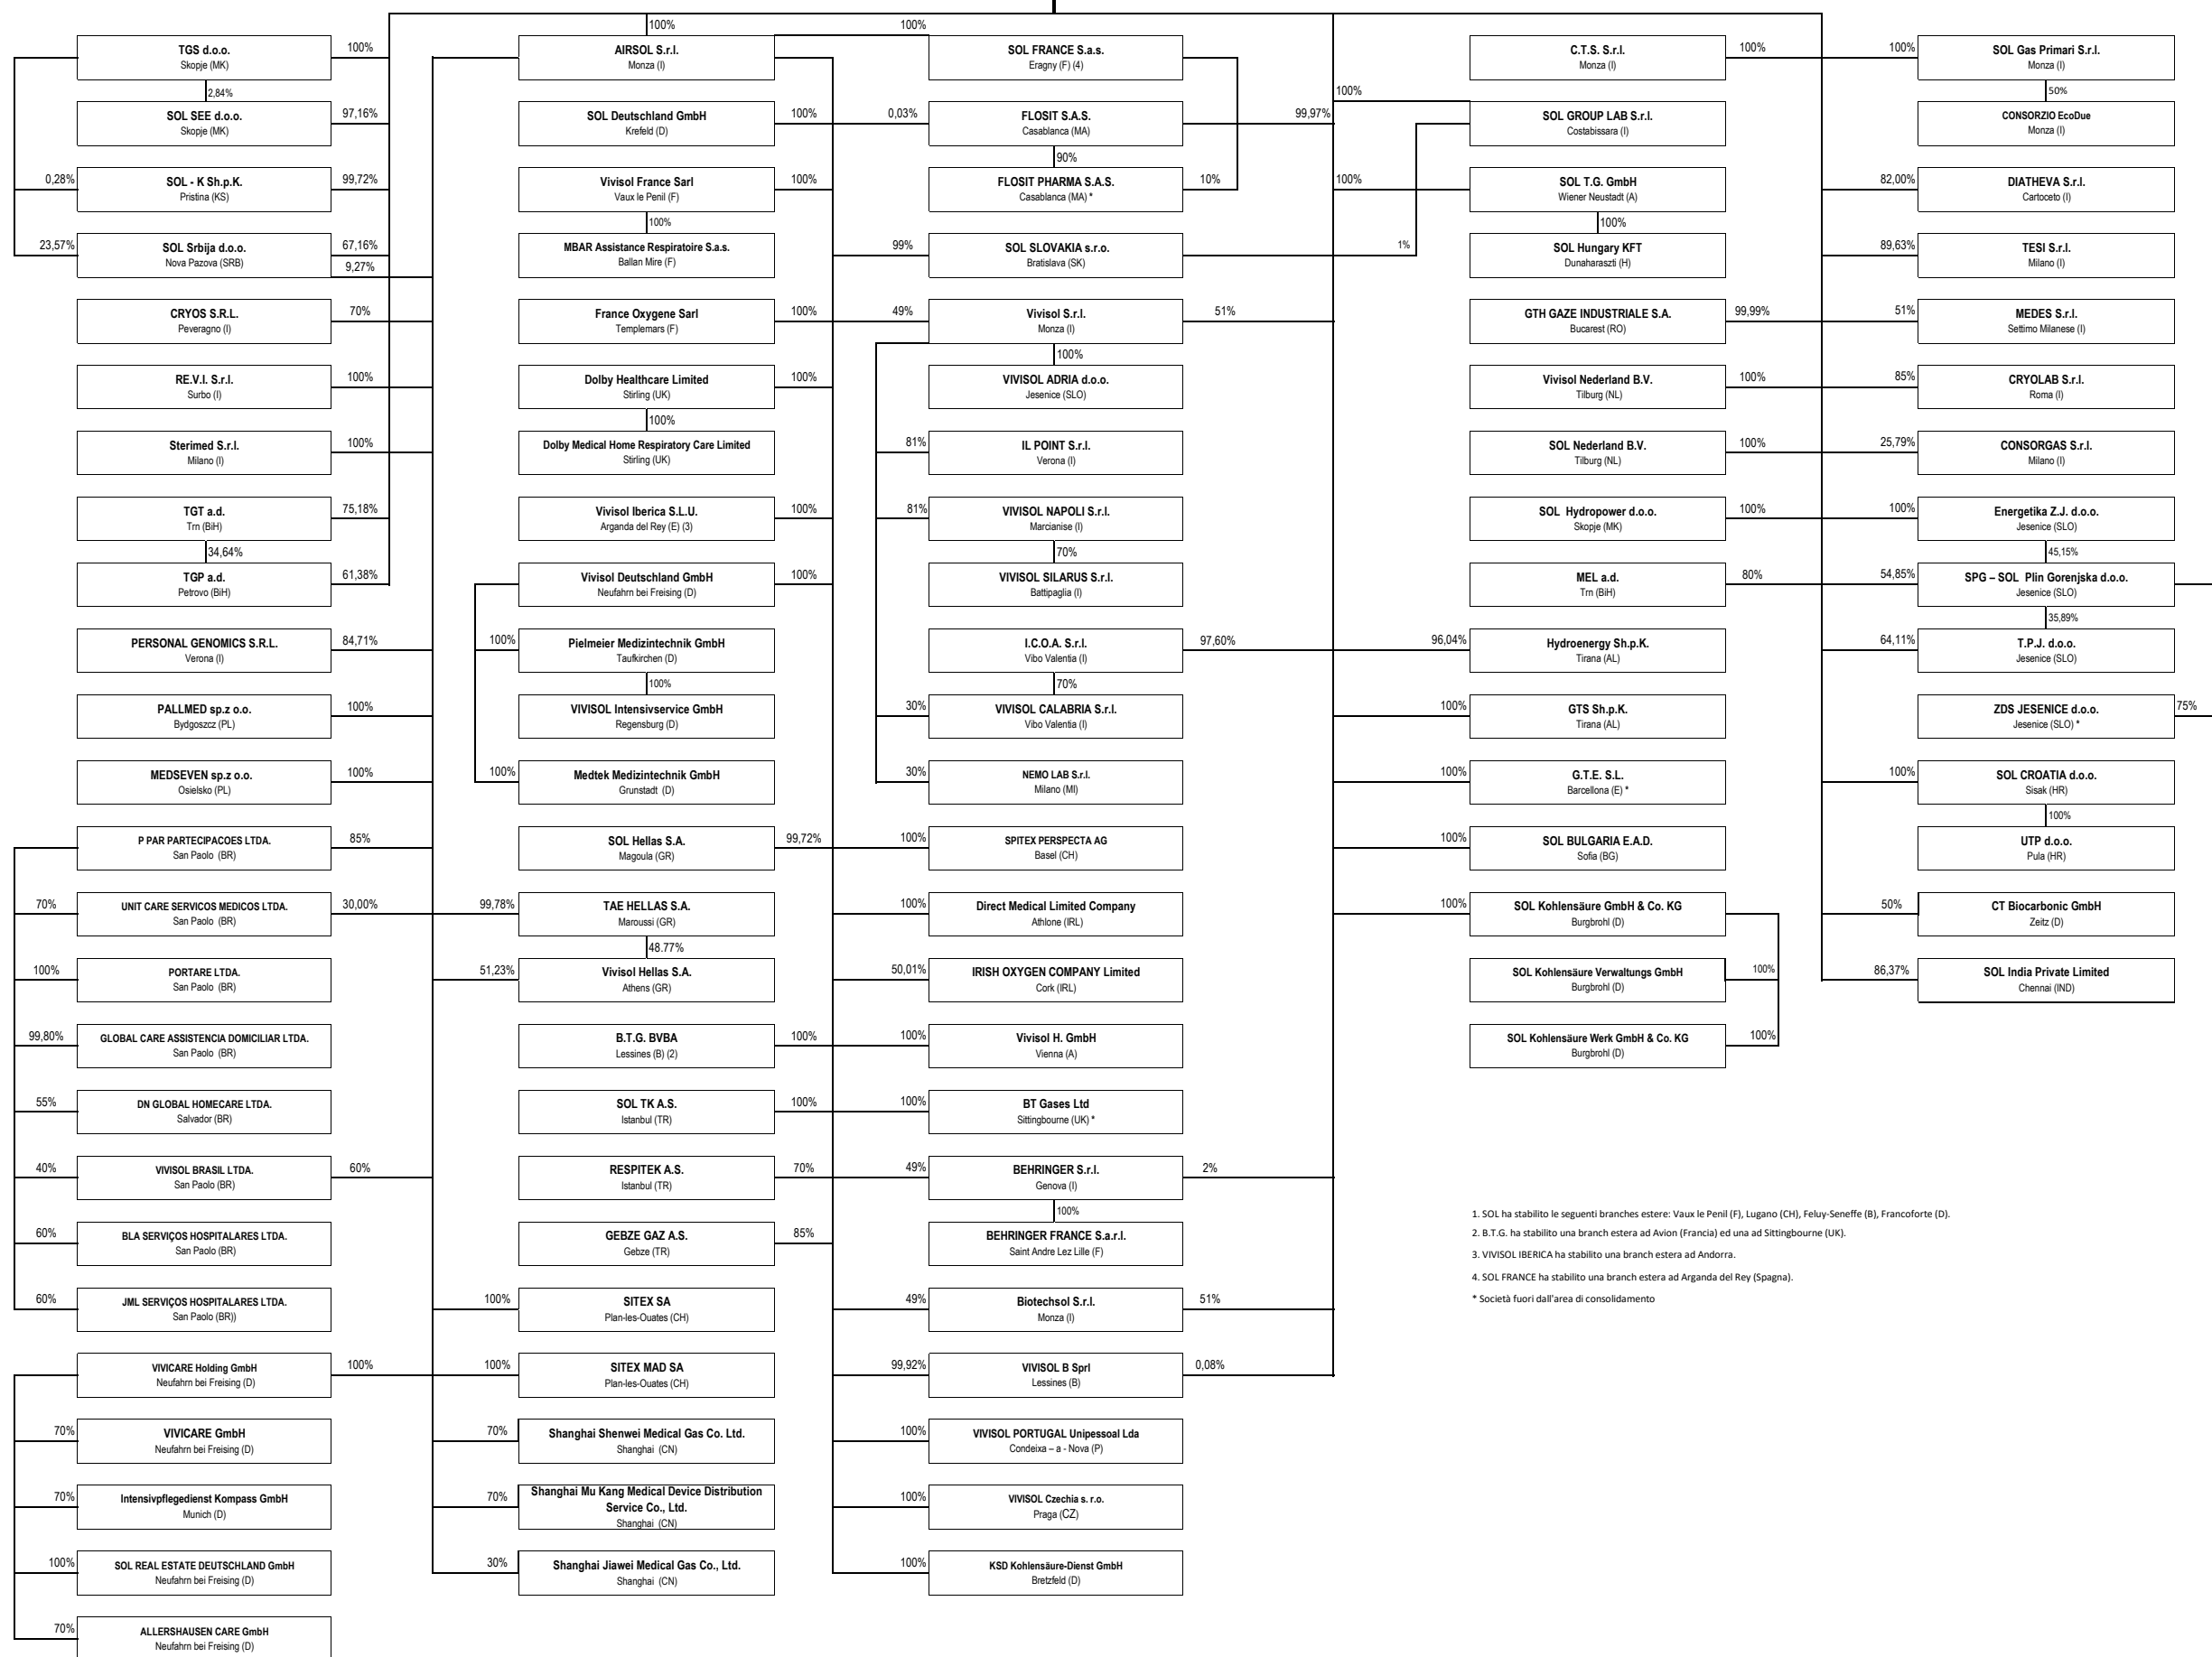 100%
100%
TGS d.o.o.
Skopje (MK)
100%
2,84%
SOL SEE d.o.o.
Skopje (MK)
97,16%
0,28%
SOL - K Sh.p.K.
Pristina (KS)
99,72%
23,57%
SOL Srbija d.o.o.
Nova Pazova (SRB)
67,16%
9,27%
CRYOS S.R.L.
Peveragno (I)
70%
RE.V.I. S.r.l.
Surbo (I)
100%
Sterimed S.r.l.
Milano (I)
100%
TGT a.d.
Trn (BiH)
75,18%
34,64%
TGP a.d.
Petrovo (BiH)
61,38%
PERSONAL GENOMICS S.R.L.
Verona (I)
84,71%
PALLMED sp.z o.o.
Bydgoszcz (PL)
100%
MEDSEVEN sp.z o.o.
Osielsko (PL)
100%
P PAR PARTECIPACOES LTDA.
San Paolo (BR)
85%
70%
UNIT CARE SERVICOS MEDICOS LTDA.
San Paolo (BR)
30,00%
100%
PORTARE LTDA.
San Paolo (BR)
99,80%
GLOBAL CARE ASSISTENCIA DOMICILIAR LTDA.
San Paolo (BR)
55%
DN GLOBAL HOMECARE LTDA.
Salvador (BR)
40%
VIVISOL BRASIL LTDA.
San Paolo (BR)
60%
60%
BLA SERVIÇOS HOSPITALARES LTDA.
San Paolo (BR)
60%
JML SERVIÇOS HOSPITALARES LTDA.
San Paolo (BR))
VIVICARE Holding GmbH
Neufahrn bei Freising (D)
100%
70%
VIVICARE GmbH
Neufahrn bei Freising (D)
70%
Intensivpflegedienst Kompass GmbH
Munich (D)
100%
SOL REAL ESTATE DEUTSCHLAND GmbH
Neufahrn bei Freising (D)
70%
ALLERSHAUSEN CARE GmbH
Neufahrn bei Freising (D)
AIRSOL S.r.l.
Monza (I)
SOL Deutschland GmbH
Krefeld (D)
100%
Vivisol France Sarl
Vaux le Penil (F)
100%
100%
MBAR Assistance Respiratoire S.a.s.
Ballan Mire (F)
France Oxygene Sarl
Templemars (F)
100%
Dolby Healthcare Limited
Stirling (UK)
100%
100%
Dolby Medical Home Respiratory Care Limited
Stirling (UK)
Vivisol Iberica S.L.U.
Arganda del Rey (E) (3)
100%
Vivisol Deutschland GmbH
Neufahrn bei Freising (D)
100%
100%
Pielmeier Medizintechnik GmbH
Taufkirchen (D)
100%
VIVISOL Intensivservice GmbH
Regensburg (D)
100%
Medtek Medizintechnik GmbH
Grunstadt (D)
SOL Hellas S.A.
Magoula (GR)
99,72%
99,78%
TAE HELLAS S.A.
Maroussi (GR)
48.77%
51,23%
Vivisol Hellas S.A.
Athens (GR)
B.T.G. BVBA
Lessines (B) (2)
100%
SOL TK A.S.
Istanbul (TR)
100%
RESPITEK A.S.
Istanbul (TR)
70%
GEBZE GAZ A.S.
Gebze (TR)
85%
100%
SITEX SA
Plan-les-Ouates (CH)
100%
SITEX MAD SA
Plan-les-Ouates (CH)
70%
Shanghai Shenwei Medical Gas Co. Ltd.
Shanghai (CN)
70%
Shanghai Mu Kang Medical Device Distribution
Service Co., Ltd.
Shanghai (CN)
30%
Shanghai Jiawei Medical Gas Co., Ltd.
Shanghai (CN)
SOL FRANCE S.a.s.
Eragny (F) (4)
0,03%
FLOSIT S.A.S.
Casablanca (MA)
99,97%
90%
FLOSIT PHARMA S.A.S.
Casablanca (MA) *
10%
99%
SOL SLOVAKIA s.r.o.
Bratislava (SK)
1%
49%
Vivisol S.r.l.
Monza (I)
51%
100%
VIVISOL ADRIA d.o.o.
Jesenice (SLO)
81%
IL POINT S.r.l.
Verona (I)
81%
VIVISOL NAPOLI S.r.l.
Marcianise (I)
70%
VIVISOL SILARUS S.r.l.
Battipaglia (I)
I.C.O.A. S.r.l.
Vibo Valentia (I)
97,60%
70%
30%
VIVISOL CALABRIA S.r.l.
Vibo Valentia (I)
30%
NEMO LAB S.r.l.
Milano (MI)
100%
SPITEX PERSPECTA AG
Basel (CH)
100%
Direct Medical Limited Company
Athlone (IRL)
50,01%
IRISH OXYGEN COMPANY Limited
Cork (IRL)
100%
Vivisol H. GmbH
Vienna (A)
100%
BT Gases Ltd
Sittingbourne (UK) *
49%
BEHRINGER S.r.l.
Genova (I)
2%
100%
BEHRINGER FRANCE S.a.r.l.
Saint Andre Lez Lille (F)
49%
Biotechsol S.r.l.
Monza (I)
51%
99,92%
VIVISOL B Sprl
Lessines (B)
0,08%
100%
VIVISOL PORTUGAL Unipessoal Lda
Condeixa – a - Nova (P)
100%
VIVISOL Czechia s. r.o.
Praga (CZ)
100%
KSD Kohlensäure-Dienst GmbH
Bretzfeld (D)
C.T.S. S.r.l.
Monza (I)
100%
100%
SOL GROUP LAB S.r.l.
Costabissara (I)
100%
SOL T.G. GmbH
Wiener Neustadt (A)
100%
SOL Hungary KFT
Dunaharaszti (H)
GTH GAZE INDUSTRIALE S.A.
Bucarest (RO)
99,99%
Vivisol Nederland B.V.
Tilburg (NL)
100%
SOL Nederland B.V.
Tilburg (NL)
100%
SOL Hydropower d.o.o.
Skopje (MK)
100%
MEL a.d.
Trn (BiH)
80%
96,04%
Hydroenergy Sh.p.K.
Tirana (AL)
100%
GTS Sh.p.K.
Tirana (AL)
100%
G.T.E. S.L.
Barcellona (E) *
100%
SOL BULGARIA E.A.D.
Sofia (BG)
100%
SOL Kohlensäure GmbH & Co. KG
Burgbrohl (D)
SOL Kohlensäure Verwaltungs GmbH
Burgbrohl (D)
100%
SOL Kohlensäure Werk GmbH & Co. KG
Burgbrohl (D)
100%
100%
SOL Gas Primari S.r.l.
Monza (I)
50%
CONSORZIO EcoDue
Monza (I)
82,00%
DIATHEVA S.r.l.
Cartoceto (I)
89,63%
TESI S.r.l.
Milano (I)
51%
MEDES S.r.l.
Settimo Milanese (I)
85%
CRYOLAB S.r.l.
Roma (I)
25,79%
CONSORGAS S.r.l.
Milano (I)
100%
Energetika Z.J. d.o.o.
Jesenice (SLO)
45,15%
54,85%
SPG – SOL Plin Gorenjska d.o.o.
Jesenice (SLO)
35,89%
64,11%
T.P.J. d.o.o.
Jesenice (SLO)
ZDS JESENICE d.o.o.
Jesenice (SLO) *
75%
100%
SOL CROATIA d.o.o.
Sisak (HR)
100%
UTP d.o.o.
Pula (HR)
50%
CT Biocarbonic GmbH
Zeitz (D)
86,37%
SOL India Private Limited
Chennai (IND)
1. SOL ha stabilito le seguenti branches estere: Vaux le Penil (F), Lugano (CH), Feluy-Seneffe (B), Francoforte (D).
2. B.T.G. ha stabilito una branch estera ad Avion (Francia) ed una ad Sittingbourne (UK).
3. VIVISOL IBERICA ha stabilito una branch estera ad Andorra.
4. SOL FRANCE ha stabilito una branch estera ad Arganda del Rey (Spagna).
* Società fuori dall'area di consolidamento